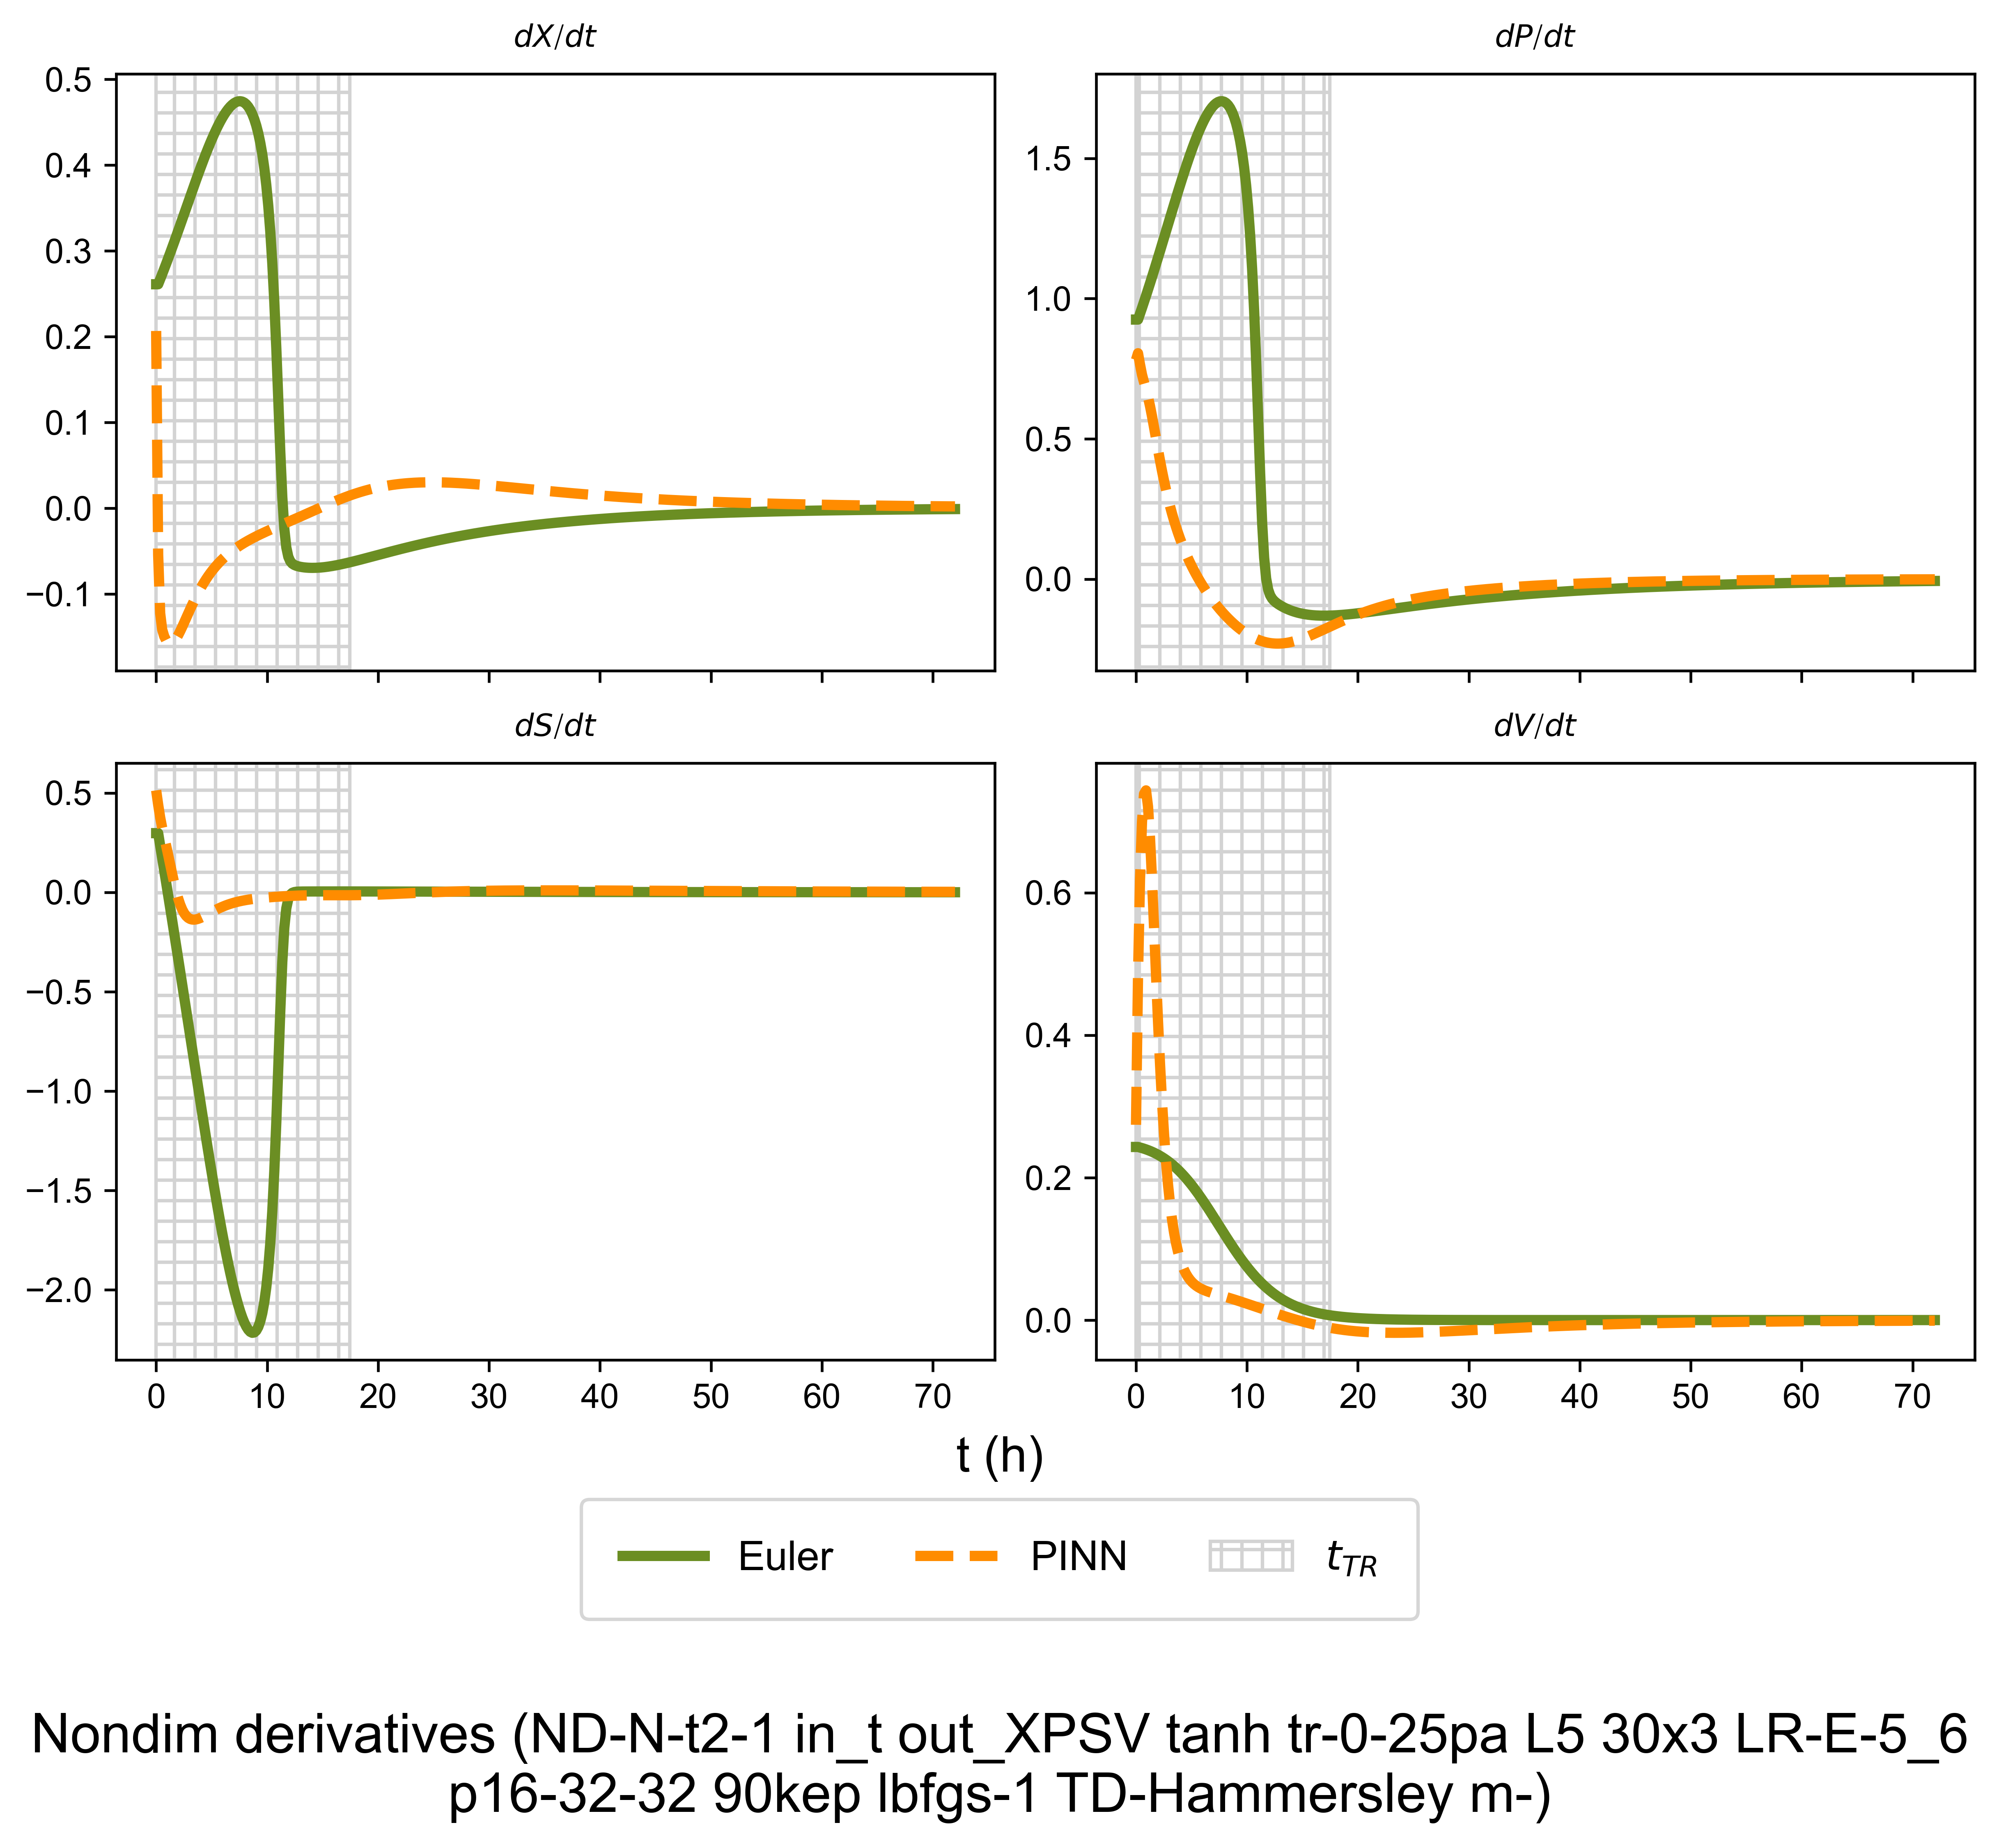 dX/dt
dP/dt
0.5
0.4
0.3
0.2
0.1
0.0
−0.1
1.5
1.0
0.5
0.0
dS/dt
dV/dt
0.5
0.0
−0.5
−1.0
−1.5
−2.0
0.6
0.4
0.2
0.0
0 10 20 30 40 50 60 70
0 10 20 30 40 50 60 70
t (h)
Euler PINN t_TR
Nondim derivatives (ND-N-t2-1 in_t out_XPSV tanh tr-0-25pa L5 30x3 LR-E-5_6
p16-32-32 90kep lbfgs-1 TD-Hammersley m-)